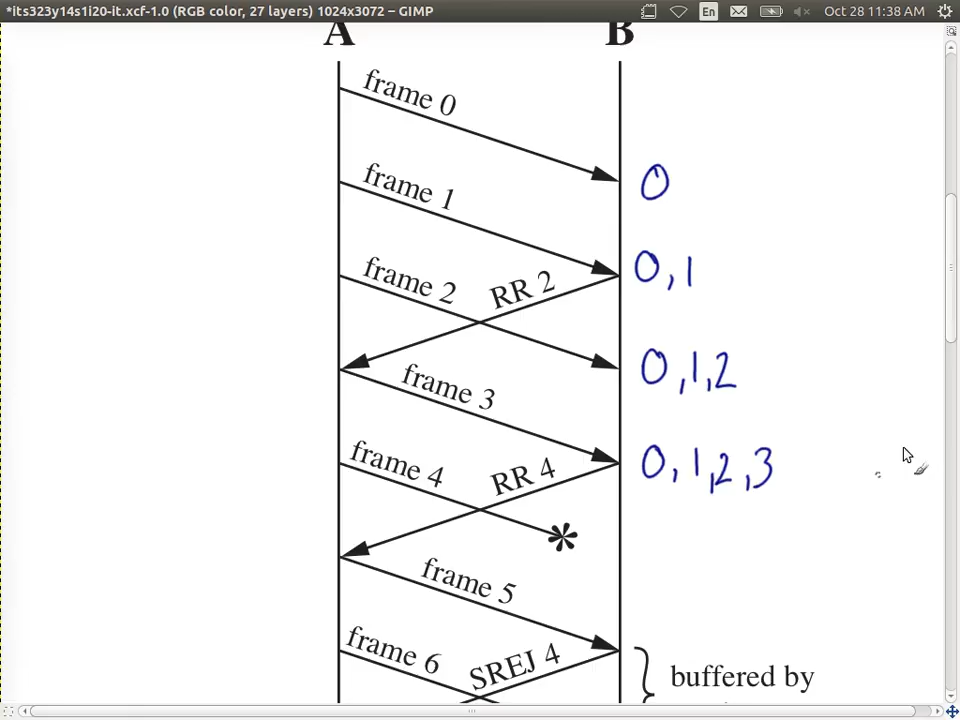 *its323y14s1i20-it.xcf-1.0 (RGB color, 27 layers) 1024x3072 – GIMP
En
Oct 28 11:38 AM
A
B
frame 0
0
frame 1
0,1
frame 2
RR 2
0,1,2
frame 3
0,1,2,3
frame 4
RR 4
*
frame 5
frame 6
SREJ 4
buffered by